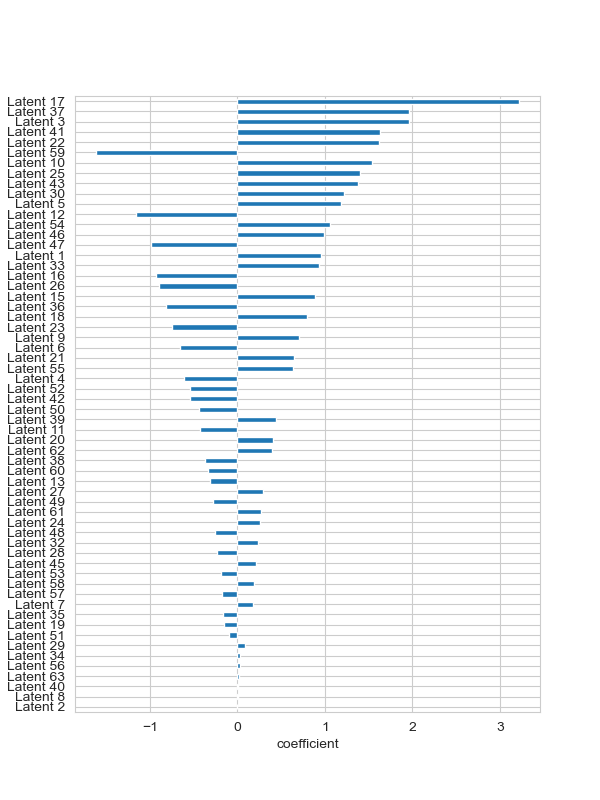 Latent 17
Latent 37
Latent 3
Latent 41
Latent 22
Latent 59
Latent 10
Latent 25
Latent 43
Latent 30
Latent 5
Latent 12
Latent 54
Latent 46
Latent 47
Latent 1
Latent 33
Latent 16
Latent 26
Latent 15
Latent 36
Latent 18
Latent 23
Latent 9
Latent 6
Latent 21
Latent 55
Latent 4
Latent 52
Latent 42
Latent 50
Latent 39
Latent 11
Latent 20
Latent 62
Latent 38
Latent 60
Latent 13
Latent 27
Latent 49
Latent 61
Latent 24
Latent 48
Latent 32
Latent 28
Latent 45
Latent 53
Latent 58
Latent 57
Latent 7
Latent 35
Latent 19
Latent 51
Latent 29
Latent 34
Latent 56
Latent 63
Latent 40
Latent 8
Latent 2
−1 0 1 2 3
coefficient